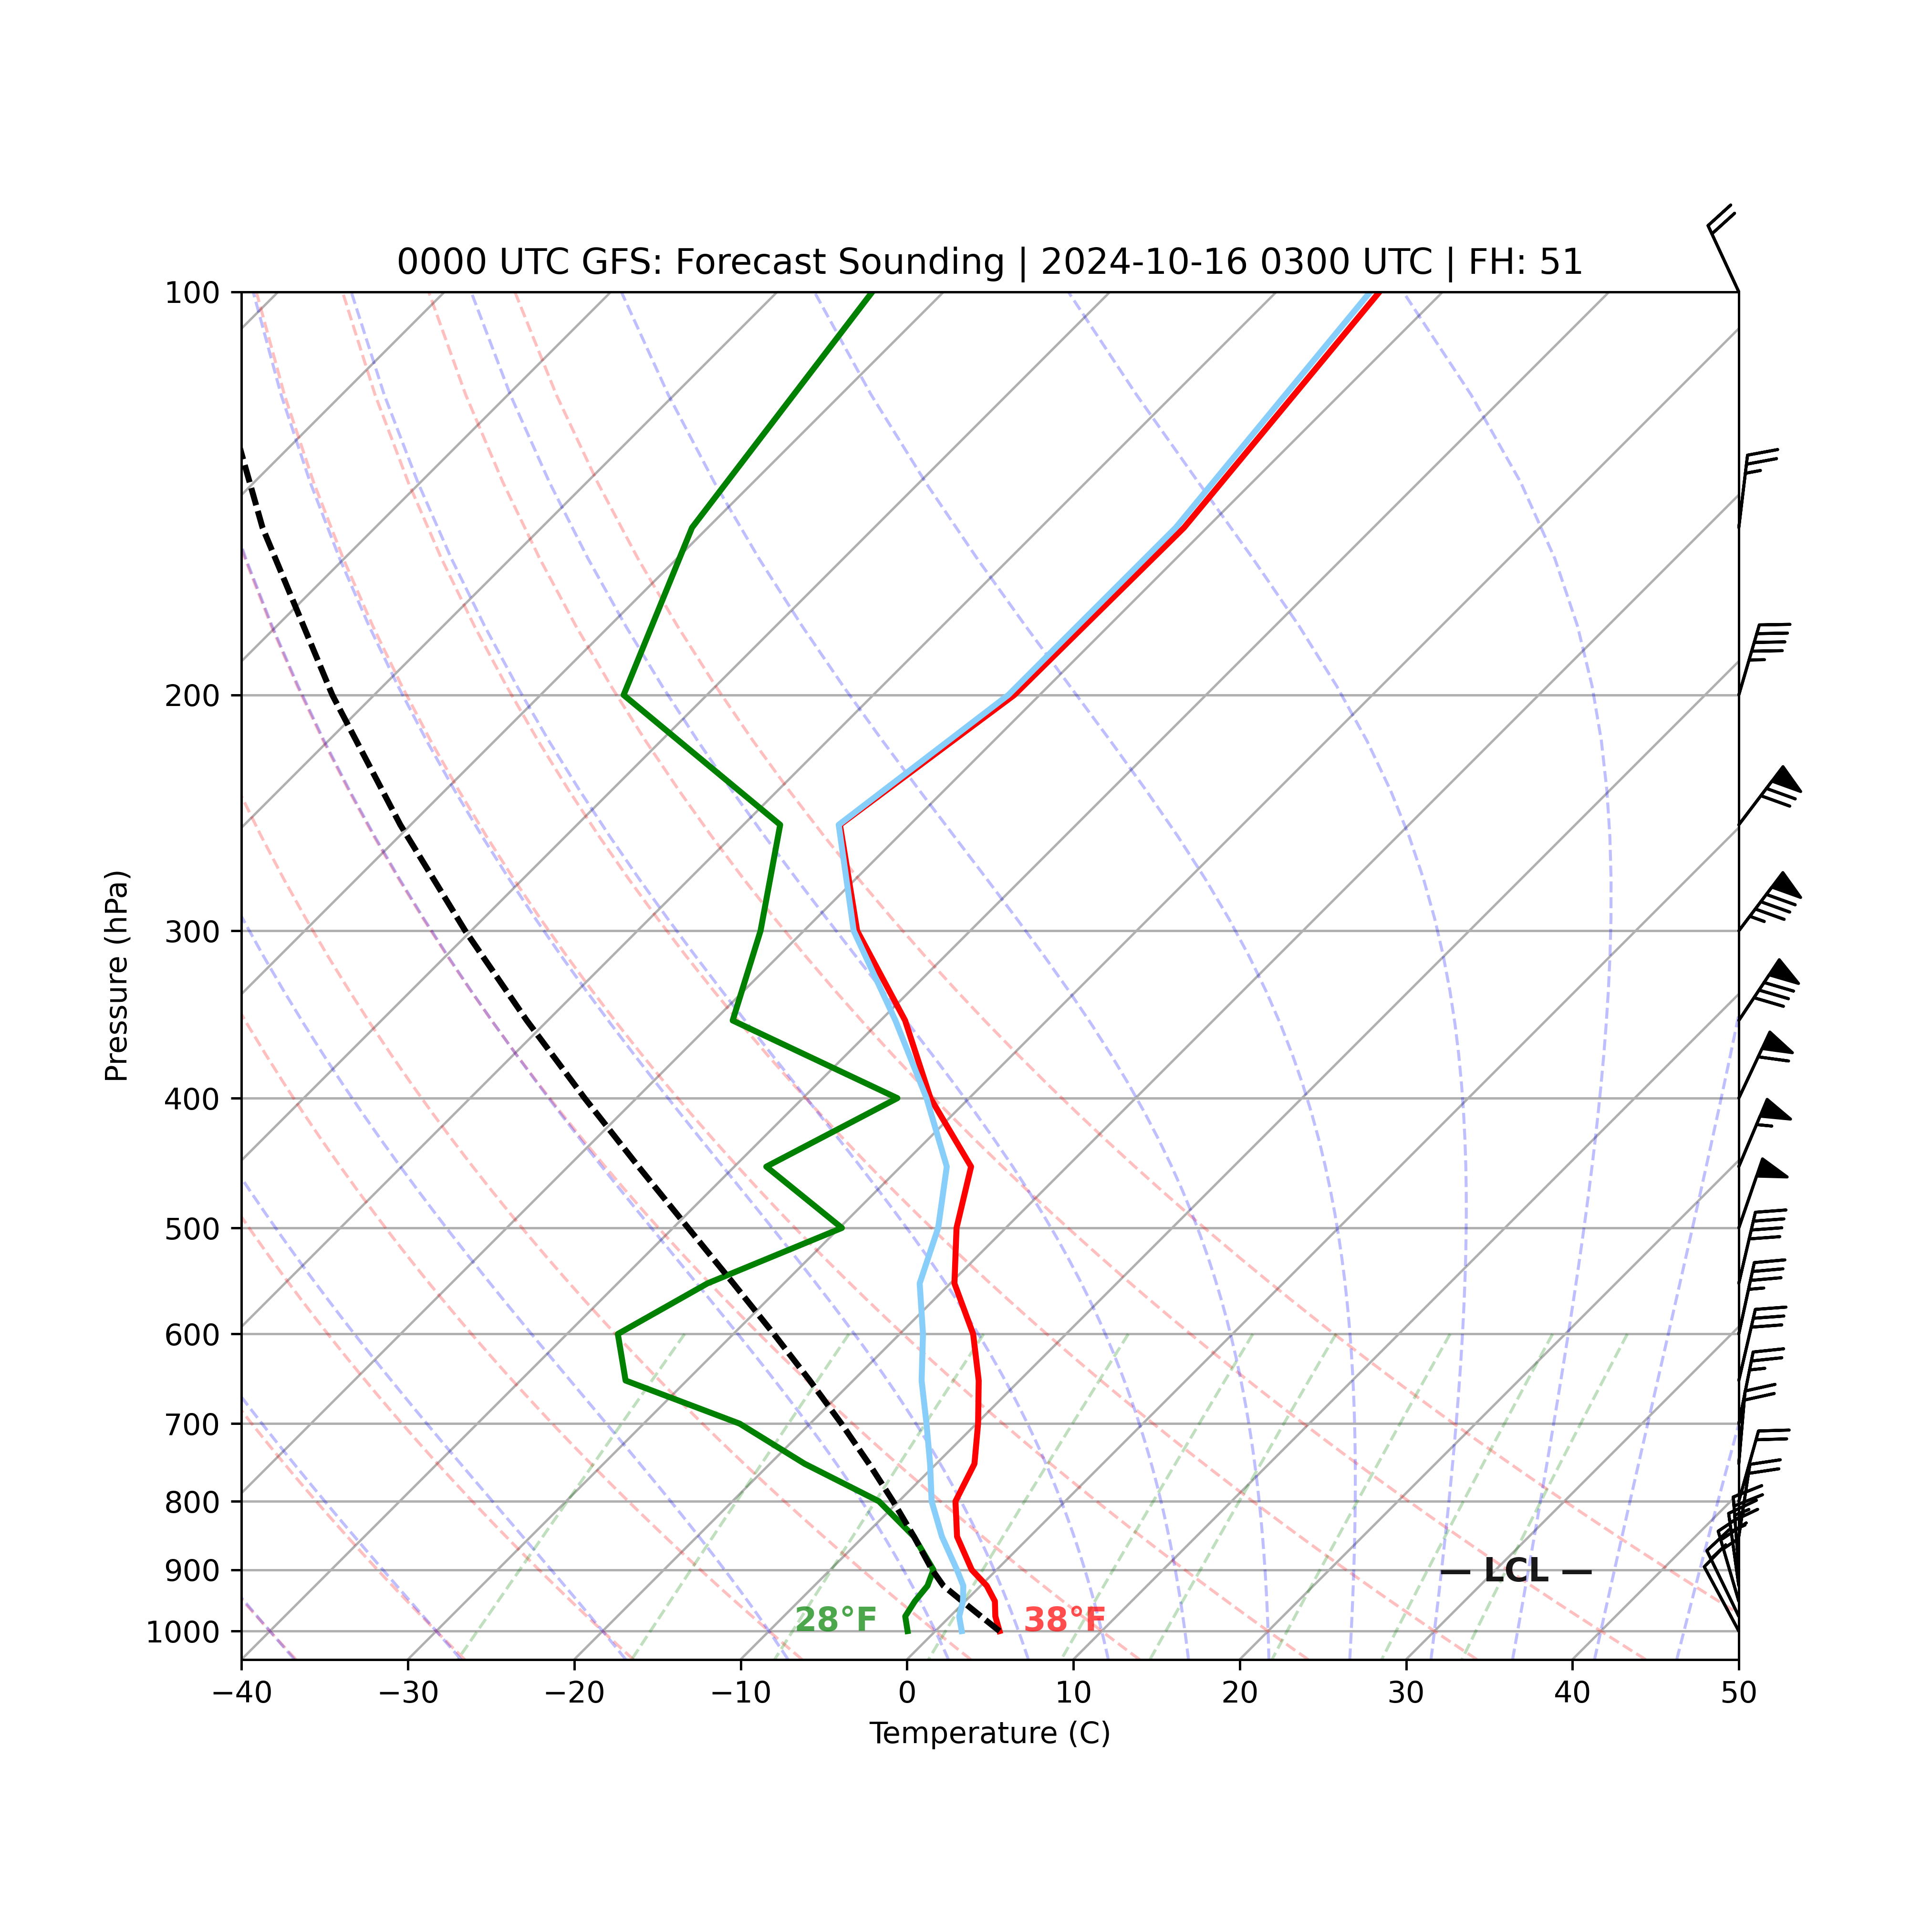 0000 UTC GFS: Forecast Sounding | 2024-10-16 0300 UTC | FH: 51
100
200
300
400
500
600
700
800
900
1000
Pressure (hPa)
— LCL —
28°F
38°F
−40 −30 −20 −10 0 10 20 30 40 50
Temperature (C)